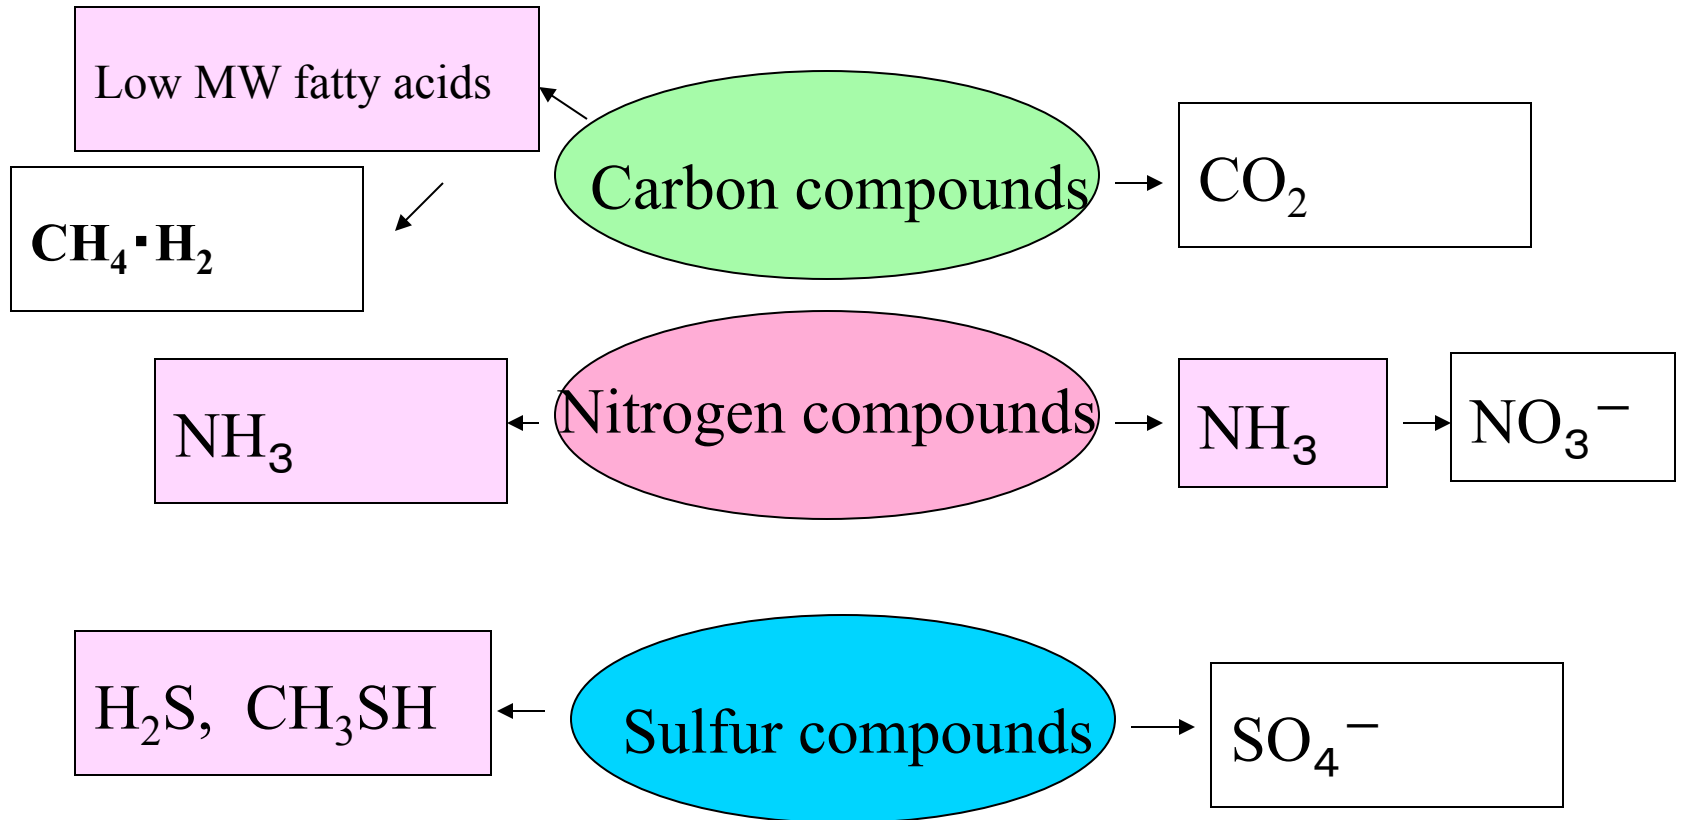 Low MW fatty acids
Carbon compounds
CO₂
CH₄･H₂
NH₃
Nitrogen compounds
NH₃
NO₃⁻
H₂S, CH₃SH
Sulfur compounds
SO₄⁻